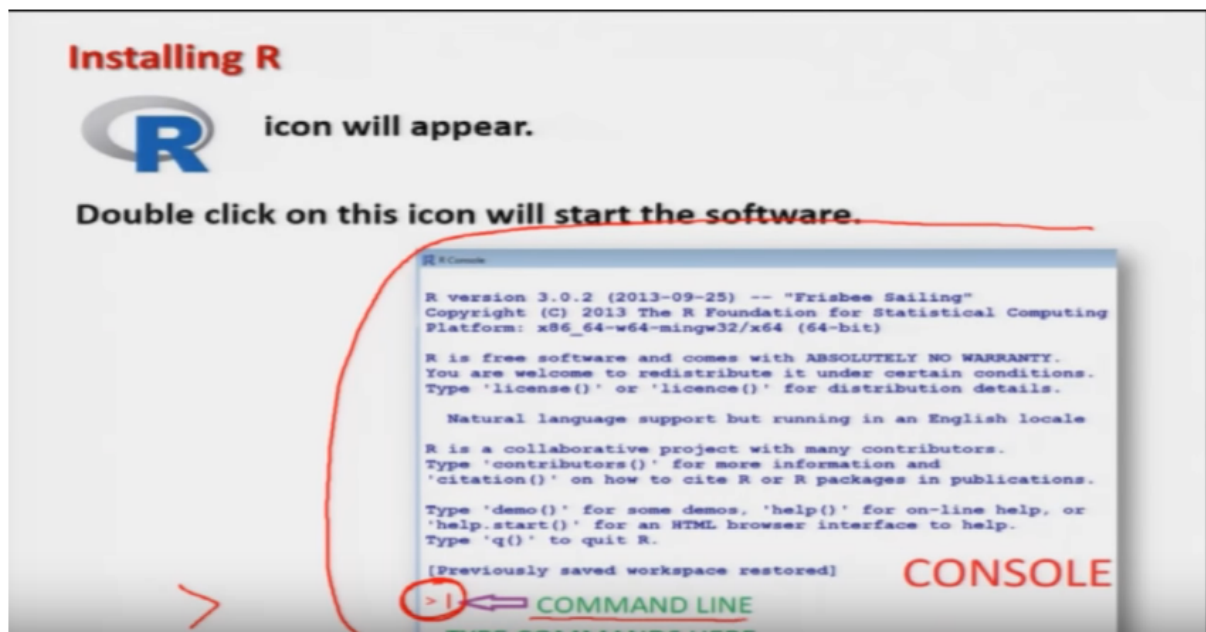 Installing R
R
icon will appear.
Double click on this icon will start the software.
R Console
R version 3.0.2 (2013-09-25) -- "Frisbee Sailing"
Copyright (C) 2013 The R Foundation for Statistical Computing
Platform: x86_64-w64-mingw32/x64 (64-bit)
R is free software and comes with ABSOLUTELY NO WARRANTY.
You are welcome to redistribute it under certain conditions.
Type 'license()' or 'licence()' for distribution details.
Natural language support but running in an English locale
R is a collaborative project with many contributors.
Type 'contributors()' for more information and
'citation()' on how to cite R or R packages in publications.
Type 'demo()' for some demos, 'help()' for on-line help, or
'help.start()' for an HTML browser interface to help.
Type 'q()' to quit R.
[Previously saved workspace restored]
CONSOLE
> |
COMMAND LINE
TYPE COMMANDS HERE
>